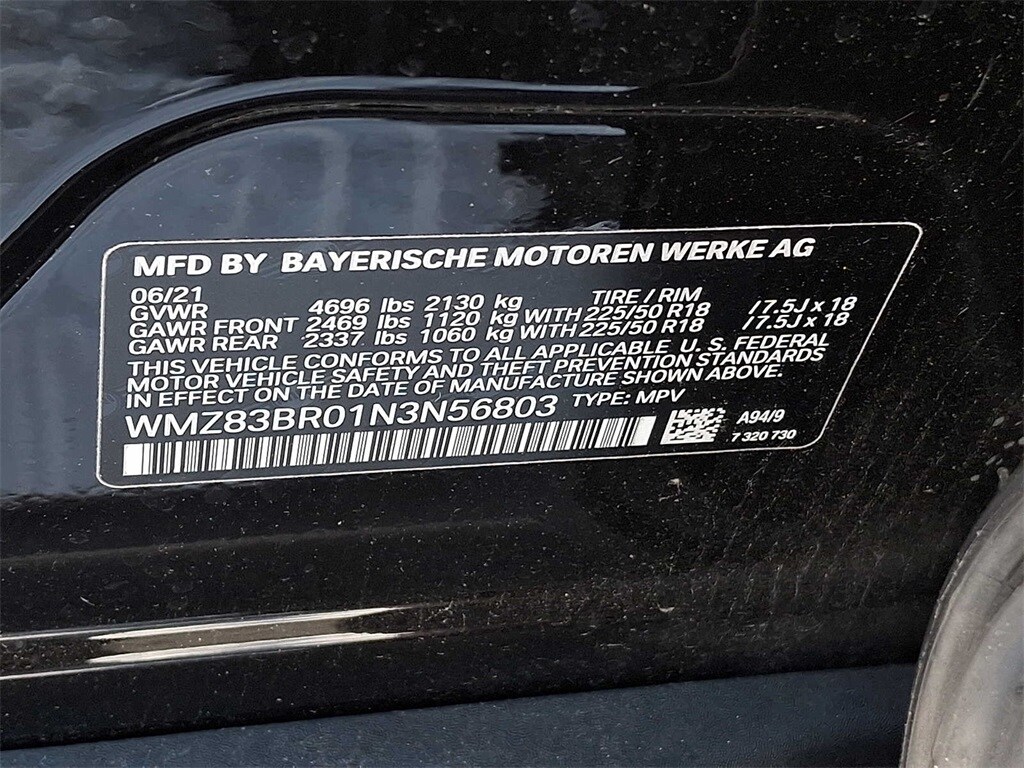 MFD BY BAYERISCHE MOTOREN WERKE AG
06/21 TIRE / RIM
GVWR 4696 lbs 2130 kg
GAWR FRONT 2469 lbs 1120 kg WITH 225/50 R18 /7.5J x 18
GAWR REAR 2337 lbs 1060 kg WITH 225/50 R18 /7.5J x 18
THIS VEHICLE CONFORMS TO ALL APPLICABLE U. S. FEDERAL
MOTOR VEHICLE SAFETY AND THEFT PREVENTION STANDARDS
IN EFFECT ON THE DATE OF MANUFACTURE SHOWN ABOVE.
WMZ83BR01N3N56803 TYPE: MPV
A94/9
7 320 730